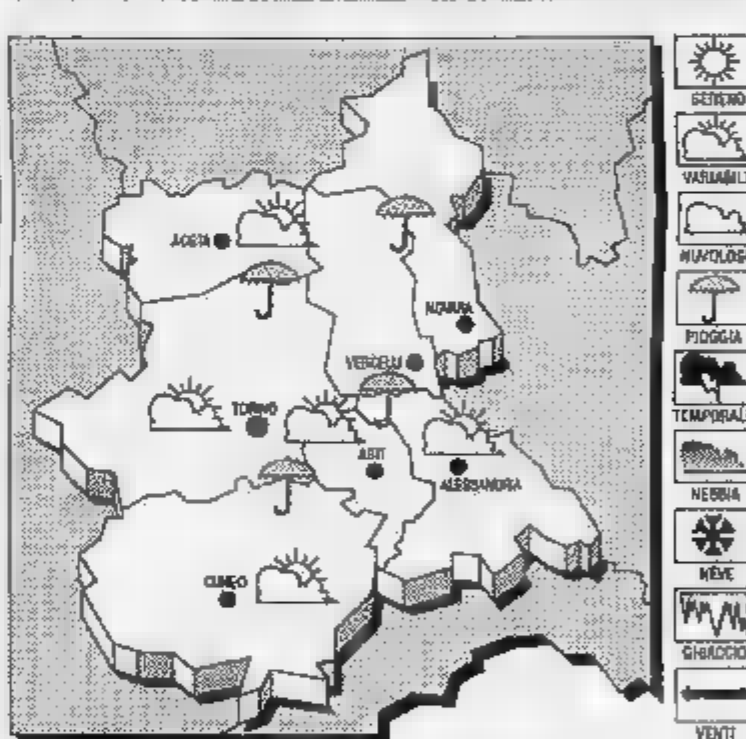 SERENO
VARIABILE
NUVOLOSO
PIOGGIA
TEMPORALE
NEBBIA
NEVE
GHIACCIO
VENTI
AOSTA
NOVARA
VERCELLI
TORINO
ASTI
ALESSANDRIA
CUNEO